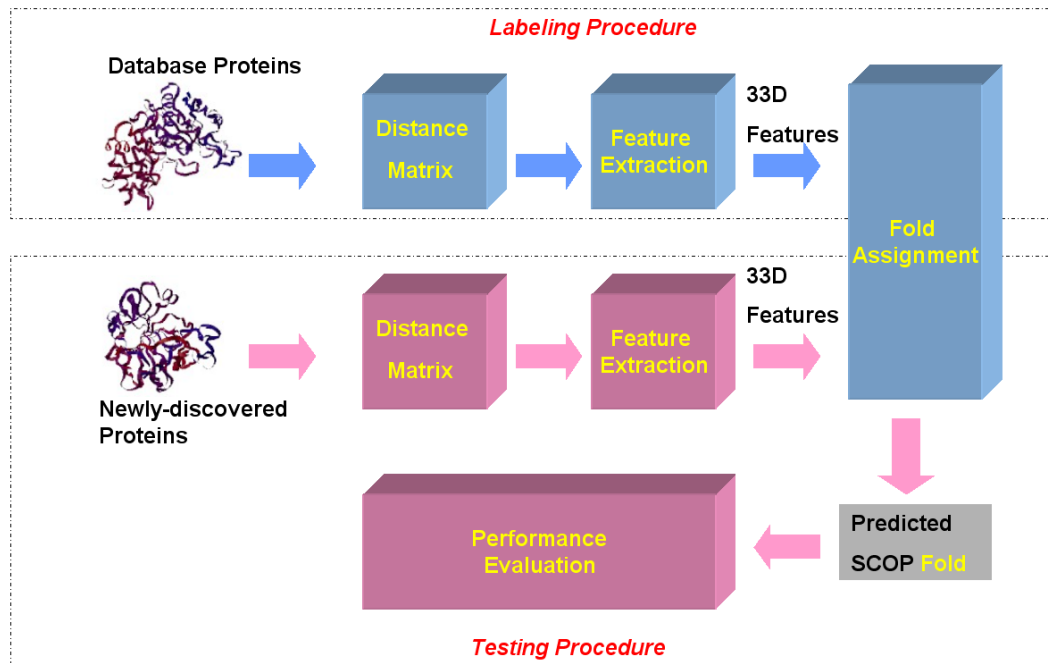 Labeling Procedure
Database Proteins
Distance
Matrix
Feature
Extraction
33D
Features
Fold
Assignment
Newly-discovered
Proteins
Distance
Matrix
Feature
Extraction
33D
Features
Predicted
SCOP Fold
Performance
Evaluation
Testing Procedure